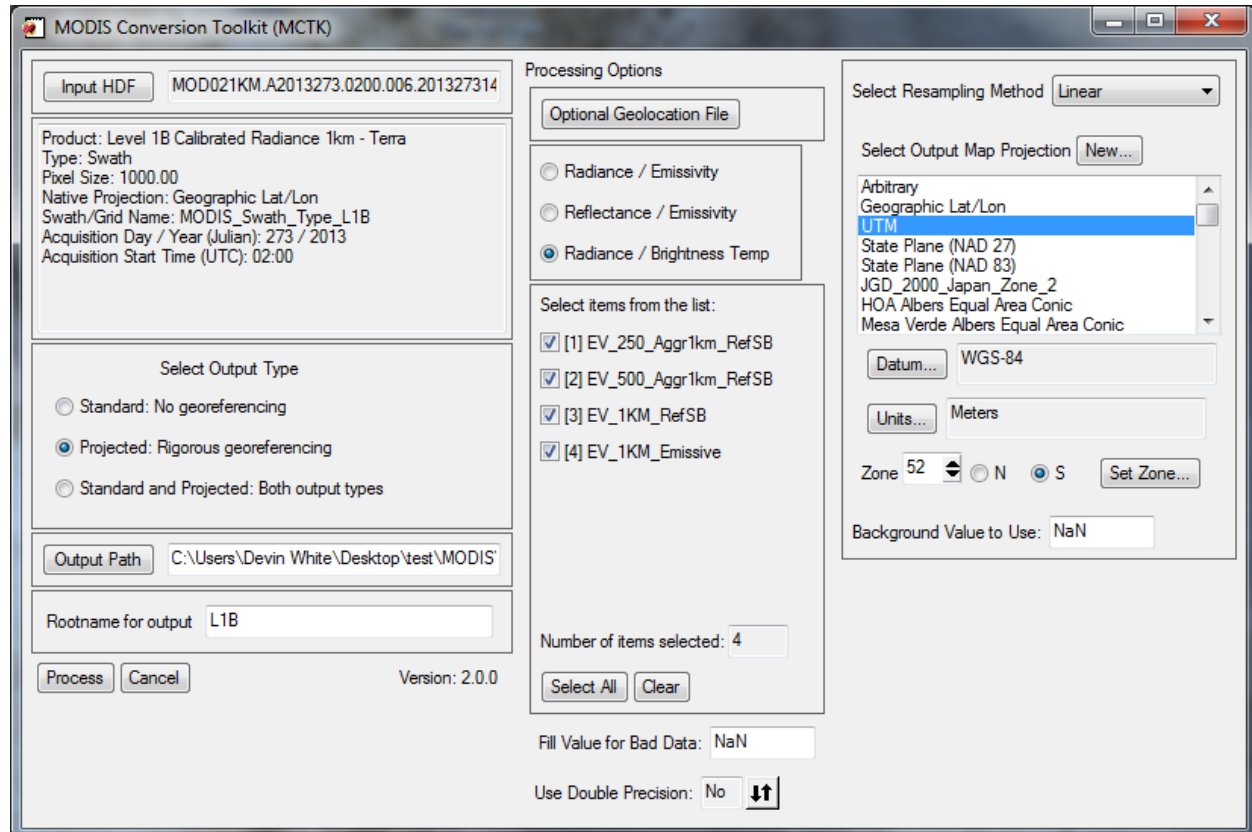 MODIS Conversion Toolkit (MCTK)
Input HDF
MOD021KM.A2013273.0200.006.201327314
Product: Level 1B Calibrated Radiance 1km - Terra
Type: Swath
Pixel Size: 1000.00
Native Projection: Geographic Lat/Lon
Swath/Grid Name: MODIS_Swath_Type_L1B
Acquisition Day / Year (Julian): 273 / 2013
Acquisition Start Time (UTC): 02:00
Select Output Type
Standard: No georeferencing
Projected: Rigorous georeferencing
Standard and Projected: Both output types
Output Path
C:\Users\Devin White\Desktop\test\MODIS
Rootname for output L1B
Process Cancel
Version: 2.0.0
Processing Options
Optional Geolocation File
Radiance / Emissivity
Reflectance / Emissivity
Radiance / Brightness Temp
Select items from the list:
[1] EV_250_Aggr1km_RefSB
[2] EV_500_Aggr1km_RefSB
[3] EV_1KM_RefSB
[4] EV_1KM_Emissive
Number of items selected: 4
Select All Clear
Fill Value for Bad Data: NaN
Use Double Precision: No
Select Resampling Method Linear
Select Output Map Projection New...
Arbitrary
Geographic Lat/Lon
UTM
State Plane (NAD 27)
State Plane (NAD 83)
JGD_2000_Japan_Zone_2
HOA Albers Equal Area Conic
Mesa Verde Albers Equal Area Conic
Datum... WGS-84
Units... Meters
Zone 52 N S Set Zone...
Background Value to Use: NaN